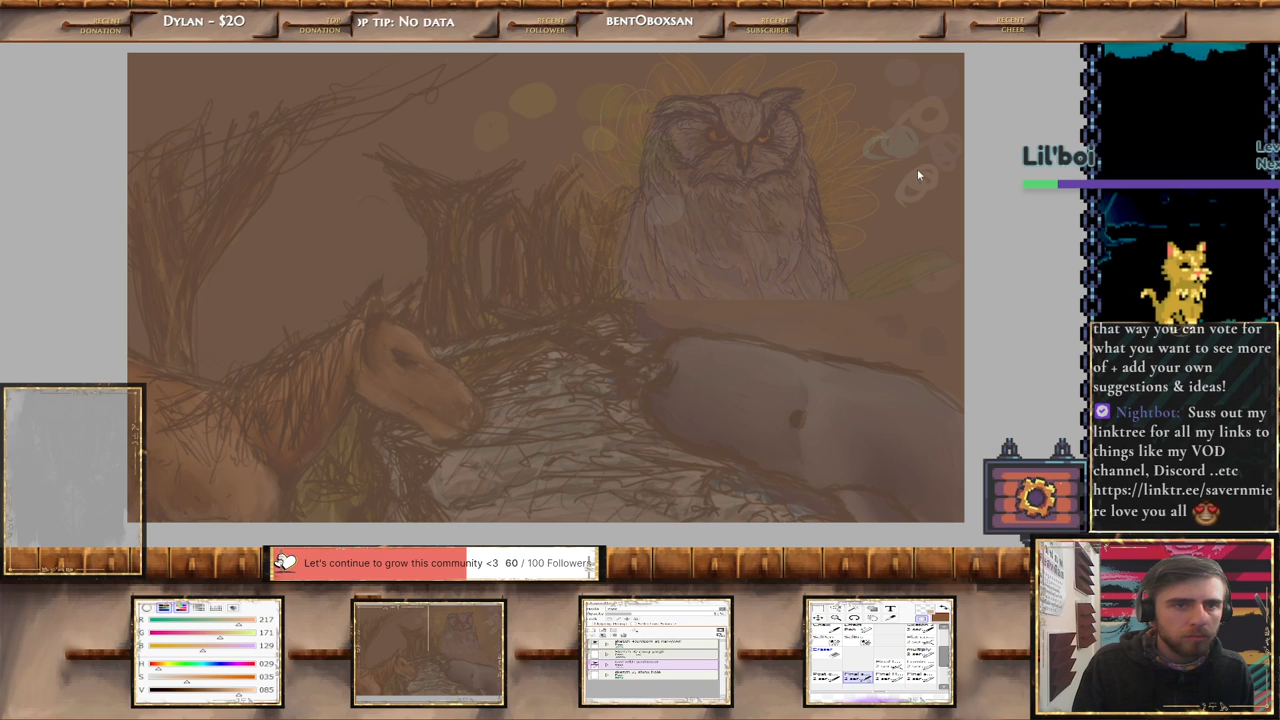 Dylan - $20
RECENT
DONATION
TOP
DONATION
OP TIP: NO DATA
RECENT
FOLLOWER
BENTOBOXSAN
RECENT
SUBSCRIBER
RECENT
CHEER
Lil'boi
Lev
Nex
that way you can vote for
what you want to see more
of + add your own
suggestions & ideas!
Nightbot: Suss out my
linktree for all my links to
things like my VOD
channel, Discord ..etc
https://linktr.ee/savernmie
re love you all
Let's continue to grow this community <3 60 / 100 Followers
R 217
G 171
B 129
H 029
S 035
V 085